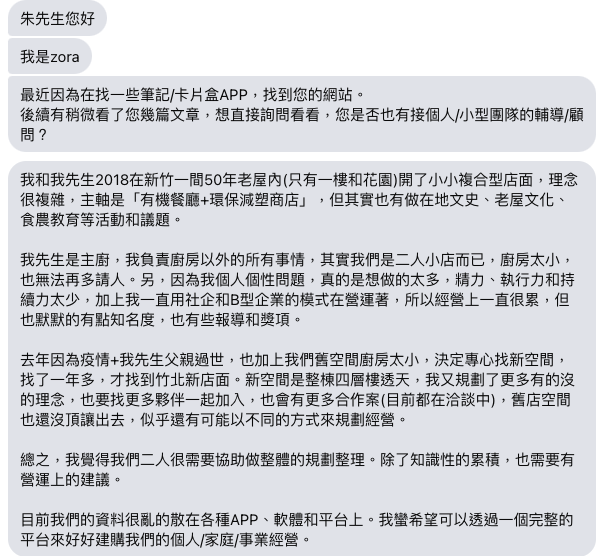 朱先生您好
我是zora
最近因為在找一些筆記/卡片盒APP，找到您的網站。
後續有稍微看了您幾篇文章，想直接詢問看看，您是否也有接個人/小型團隊的輔導/顧
問？
我和我先生2018在新竹一間50年老屋內(只有一樓和花園)開了小小複合型店面，理念
很複雜，主軸是「有機餐廳+環保減塑商店」，但其實也有做在地文史、老屋文化、
食農教育等活動和議題。
我先生是主廚，我負責廚房以外的所有事情，其實我們是二人小店而已，廚房太小，
也無法再多請人。另，因為我個人個性問題，真的是想做的太多，精力、執行力和持
續力太少，加上我一直用社企和B型企業的模式在營運著，所以經營上一直很累，但
也默默的有點知名度，也有些報導和獎項。
去年因為疫情+我先生父親過世，也加上我們舊空間廚房太小，決定專心找新空間，
找了一年多，才找到竹北新店面。新空間是整棟四層樓透天，我又規劃了更多有的沒
的理念，也要找更多夥伴一起加入，也會有更多合作案(目前都在洽談中)，舊店空間
也還沒頂讓出去，似乎還有可能以不同的方式來規劃經營。
總之，我覺得我們二人很需要協助做整體的規劃整理。除了知識性的累積，也需要有
營運上的建議。
目前我們的資料很亂的散在各種APP、軟體和平台上。我蠻希望可以透過一個完整的
平台來好好建購我們的個人/家庭/事業經營。